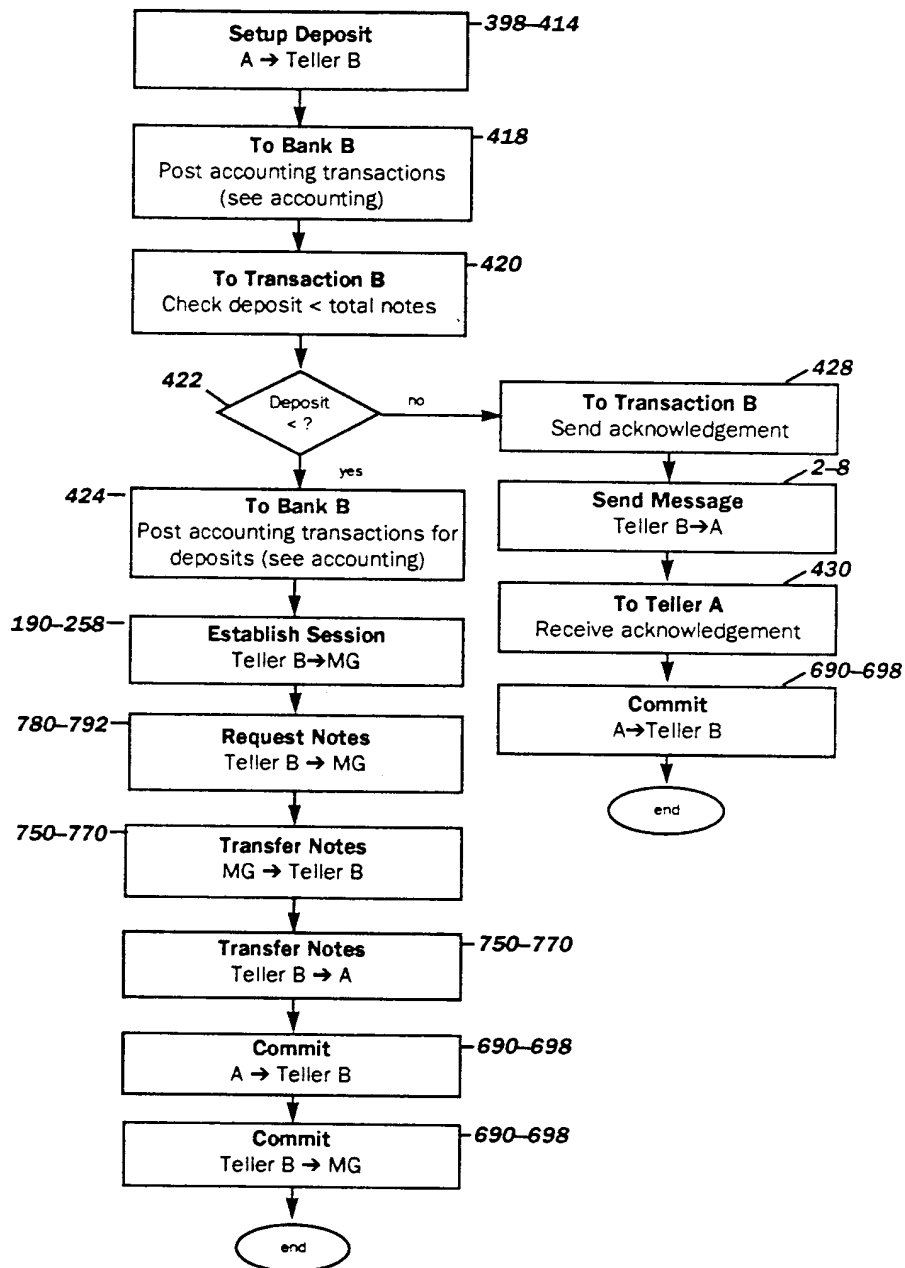 Setup Deposit
A → Teller B
398–414
To Bank B
Post accounting transactions
(see accounting)
418
To Transaction B
Check deposit < total notes
420
422
Deposit
< ?
no
yes
428
To Transaction B
Send acknowledgement
2–8
Send Message
Teller B→A
430
To Teller A
Receive acknowledgement
690–698
Commit
A→Teller B
end
424
To Bank B
Post accounting transactions for
deposits (see accounting)
190–258
Establish Session
Teller B→MG
780–792
Request Notes
Teller B → MG
750–770
Transfer Notes
MG → Teller B
Transfer Notes
Teller B → A
750–770
Commit
A → Teller B
690–698
Commit
Teller B → MG
690–698
end